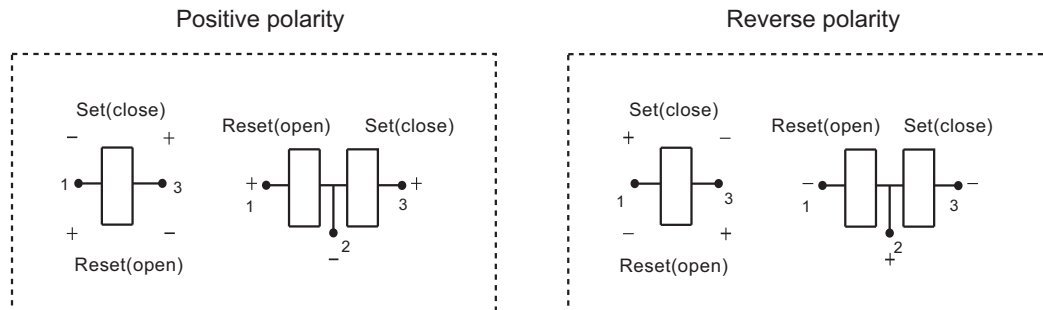 Positive polarity
Set(close)
− +
1 3
+ −
Reset(open)
Reset(open) Set(close)
+ +
1 3
2
−
Reverse polarity
Set(close)
+ −
1 3
− +
Reset(open)
Reset(open) Set(close)
− −
1 3
2
+